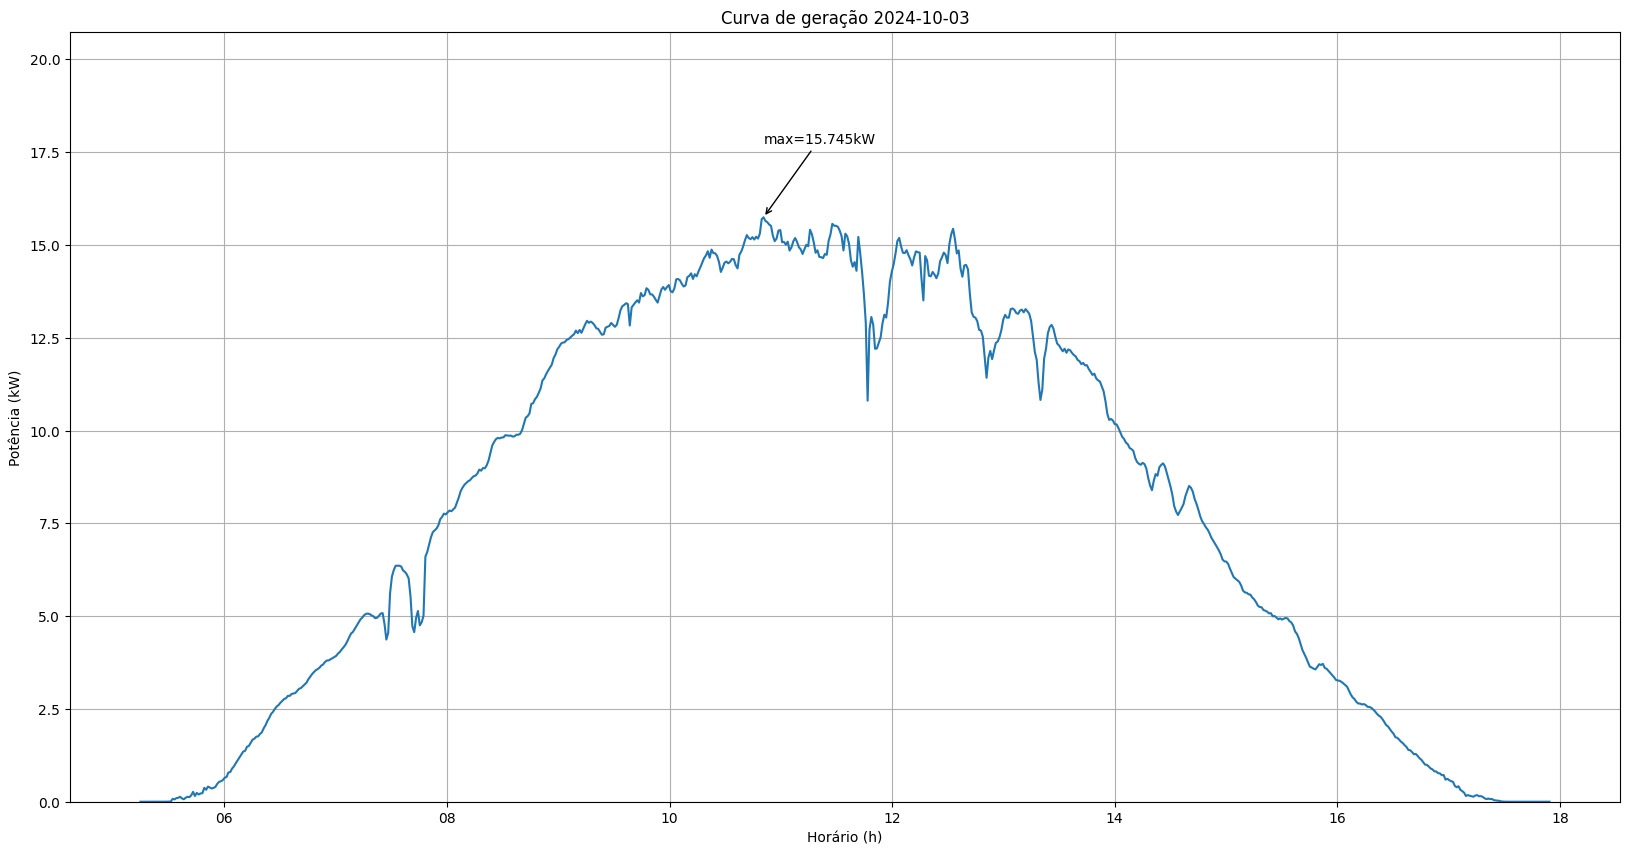 Curva de geração 2024-10-03
20.0
17.5
15.0
12.5
10.0
7.5
5.0
2.5
0.0
Potência (kW)
max=15.745kW
06 08 10 12 14 16 18
Horário (h)